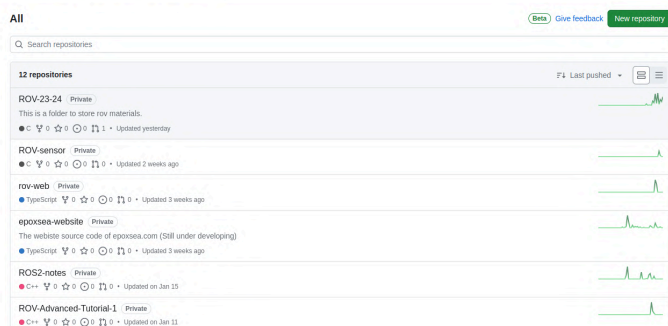 All
Beta Give feedback New repository
Search repositories
12 repositories
Last pushed
ROV-23-24 Private
This is a folder to store rov materials.
C 0 0 0 1 • Updated yesterday
ROV-sensor Private
C 0 0 0 0 • Updated 2 weeks ago
rov-web Private
TypeScript 0 0 0 0 • Updated 3 weeks ago
epoxsea-website Private
The webiste source code of epoxsea.com (Still under developing)
TypeScript 0 0 0 0 • Updated 3 weeks ago
ROS2-notes Private
C++ 0 0 0 0 • Updated on Jan 15
ROV-Advanced-Tutorial-1 Private
C++ 0 0 0 0 • Updated on Jan 11